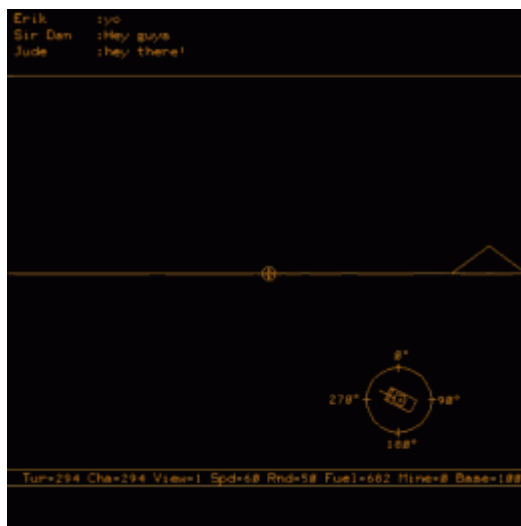 Erik :yo
Sir Dan :Hey guys
Jude :hey there!
0°
270° 90°
180°
Tur=294 Cha=294 View=1 Spd=60 Rnd=50 Fuel=682 Mine=0 Base=100